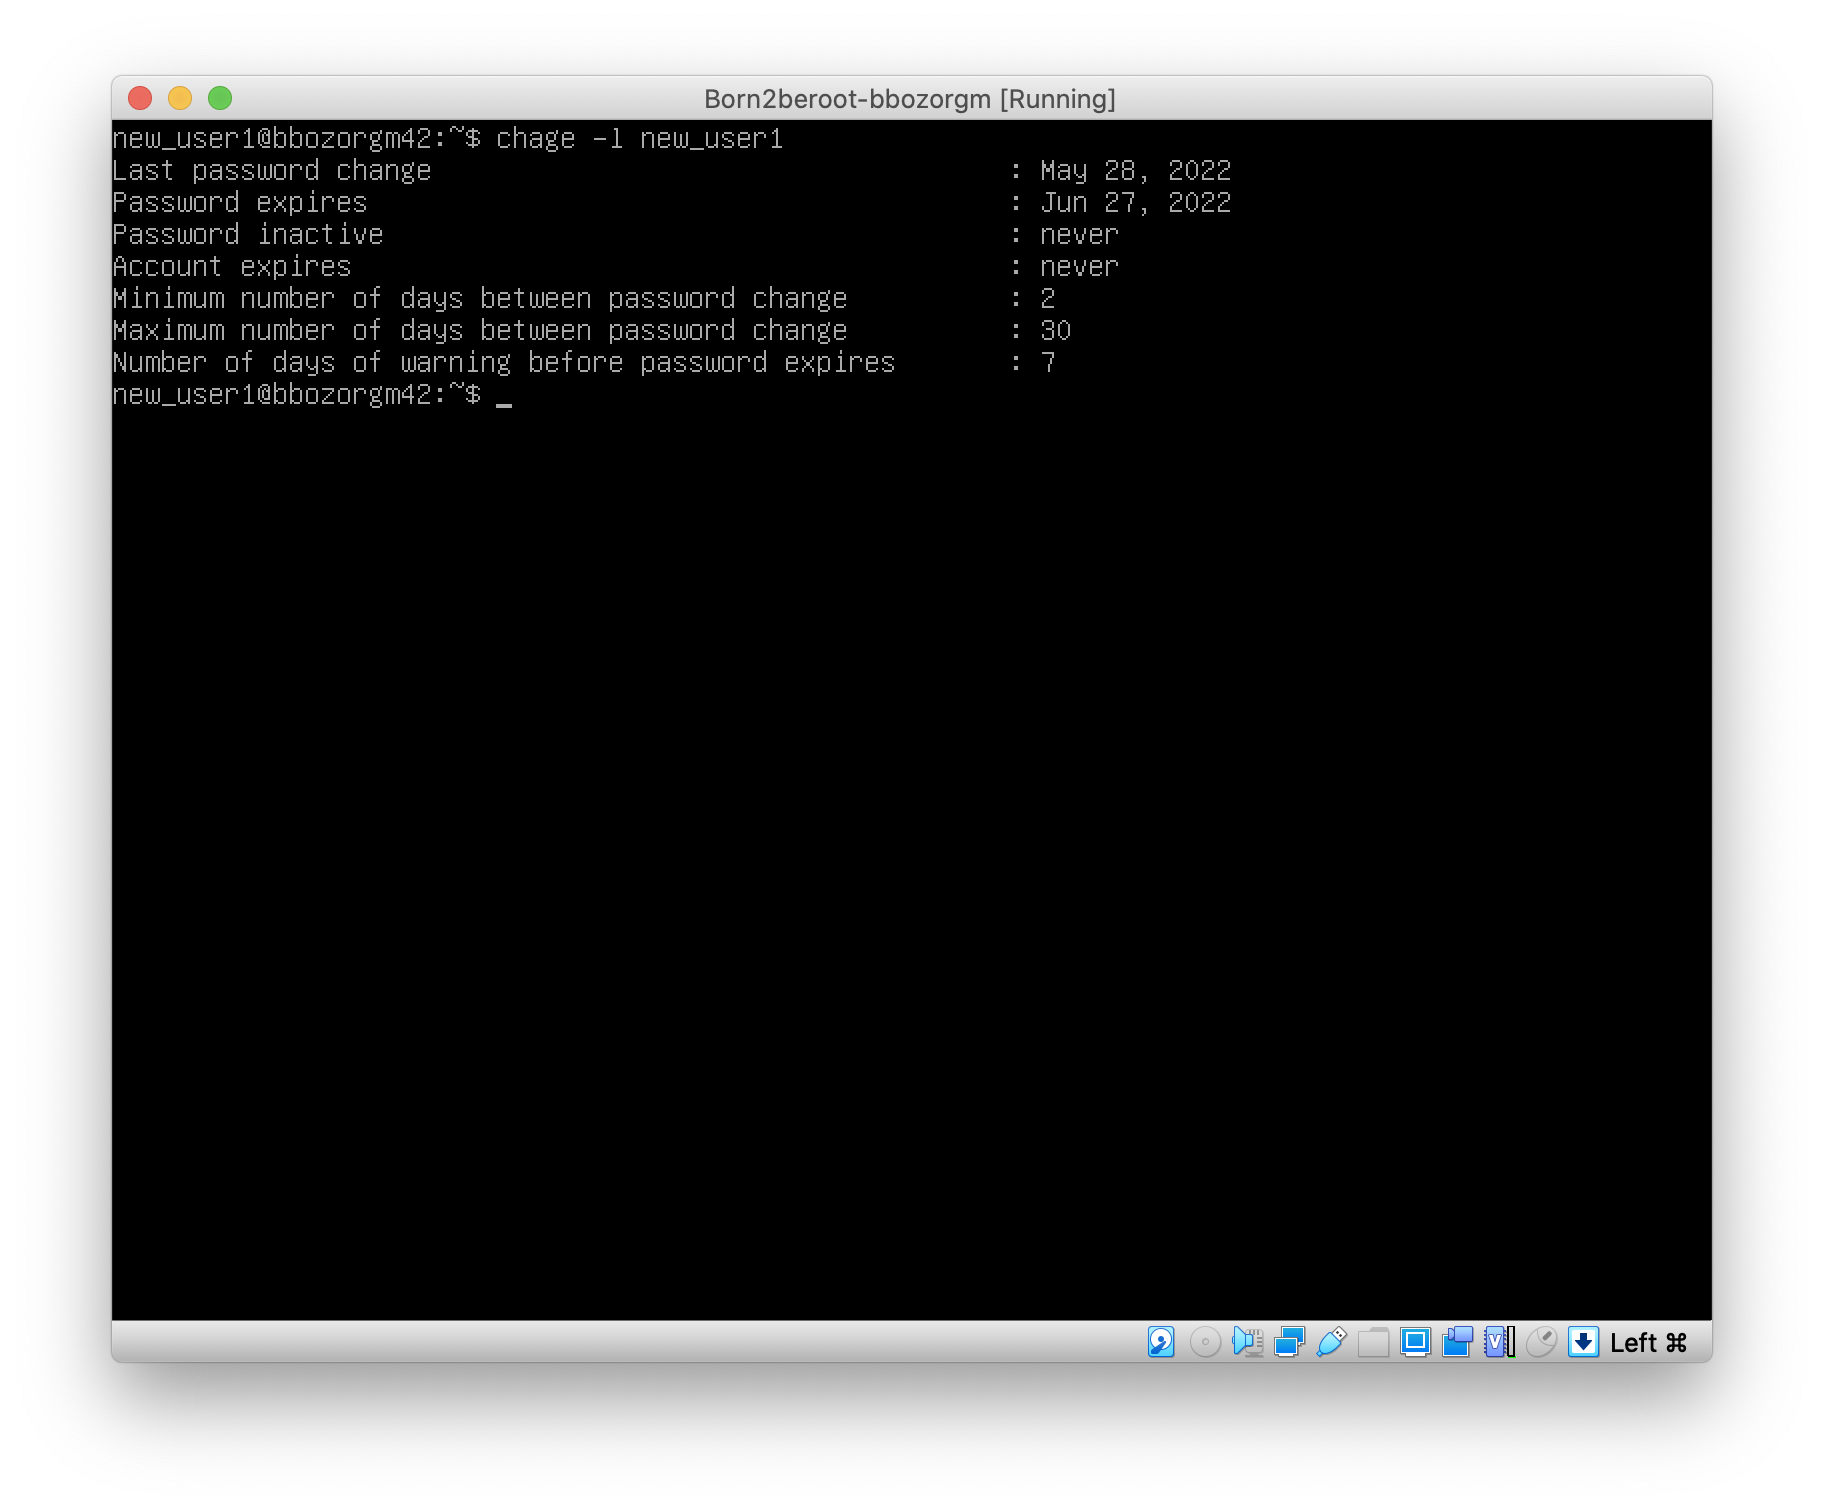 Born2beroot-bbozorgm [Running]
new_user1@bbozorgm42:~$ chage -l new_user1
Last password change : May 28, 2022
Password expires : Jun 27, 2022
Password inactive : never
Account expires : never
Minimum number of days between password change : 2
Maximum number of days between password change : 30
Number of days of warning before password expires : 7
new_user1@bbozorgm42:~$ _
Left ⌘